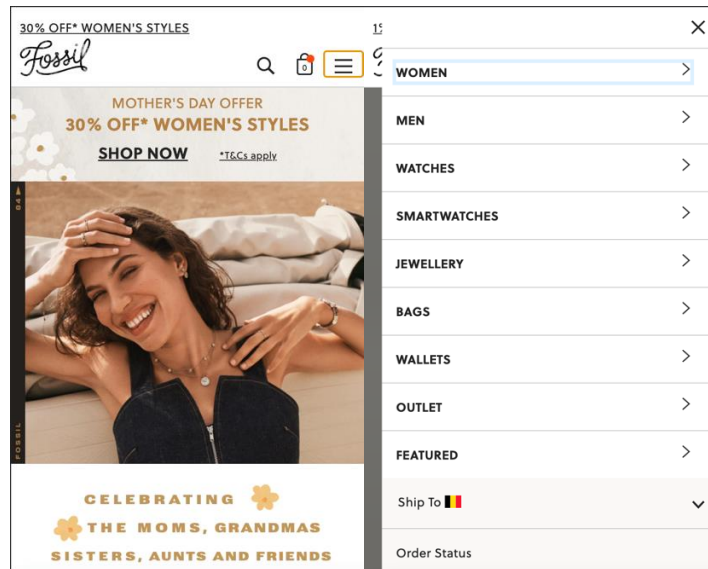 30% OFF* WOMEN'S STYLES
Fossil
0
MOTHER'S DAY OFFER
30% OFF* WOMEN'S STYLES
SHOP NOW *T&Cs apply
84
FOSSIL
CELEBRATING
THE MOMS, GRANDMAS
SISTERS, AUNTS AND FRIENDS
WOMEN
MEN
WATCHES
SMARTWATCHES
JEWELLERY
BAGS
WALLETS
OUTLET
FEATURED
Ship To
Order Status